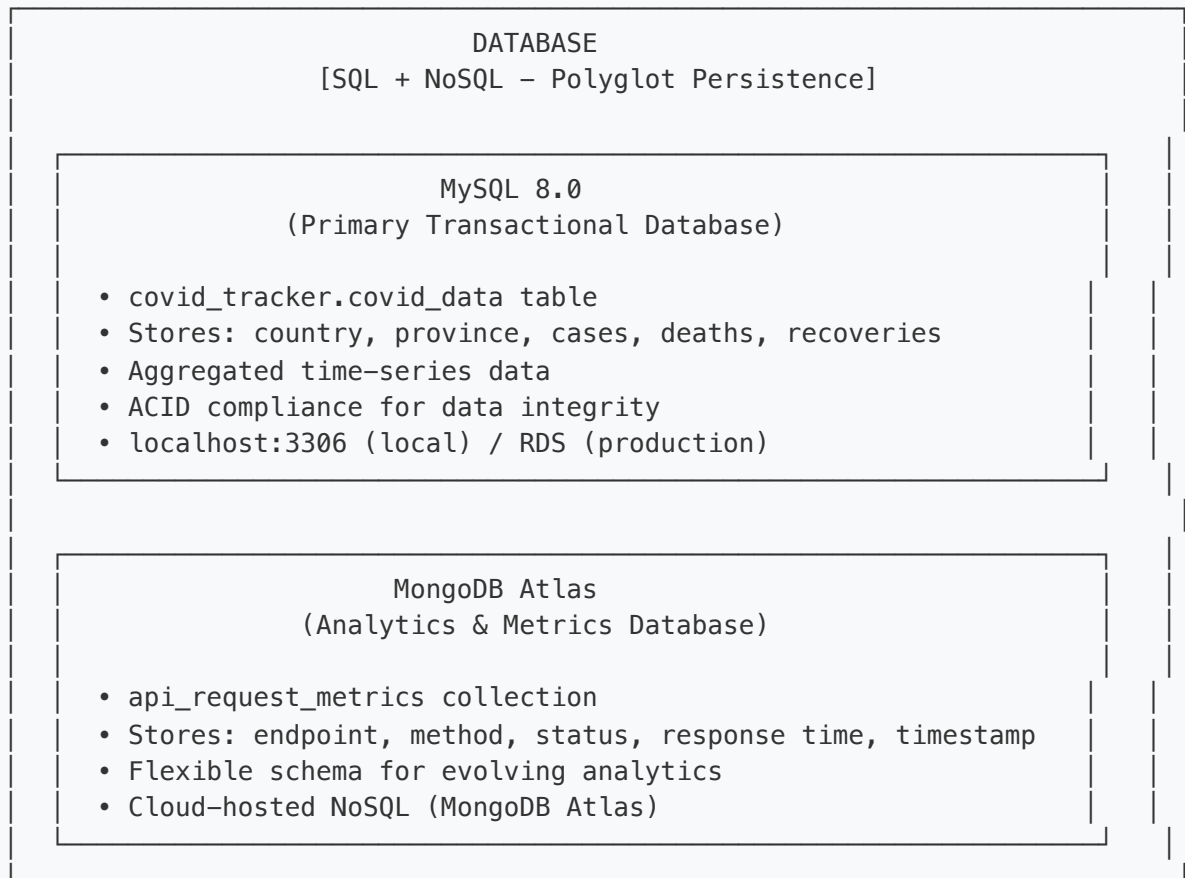 DATABASE
[SQL + NoSQL - Polyglot Persistence]
MySQL 8.0
(Primary Transactional Database)
• covid_tracker.covid_data table
• Stores: country, province, cases, deaths, recoveries
• Aggregated time-series data
• ACID compliance for data integrity
• localhost:3306 (local) / RDS (production)
MongoDB Atlas
(Analytics & Metrics Database)
• api_request_metrics collection
• Stores: endpoint, method, status, response time, timestamp
• Flexible schema for evolving analytics
• Cloud-hosted NoSQL (MongoDB Atlas)